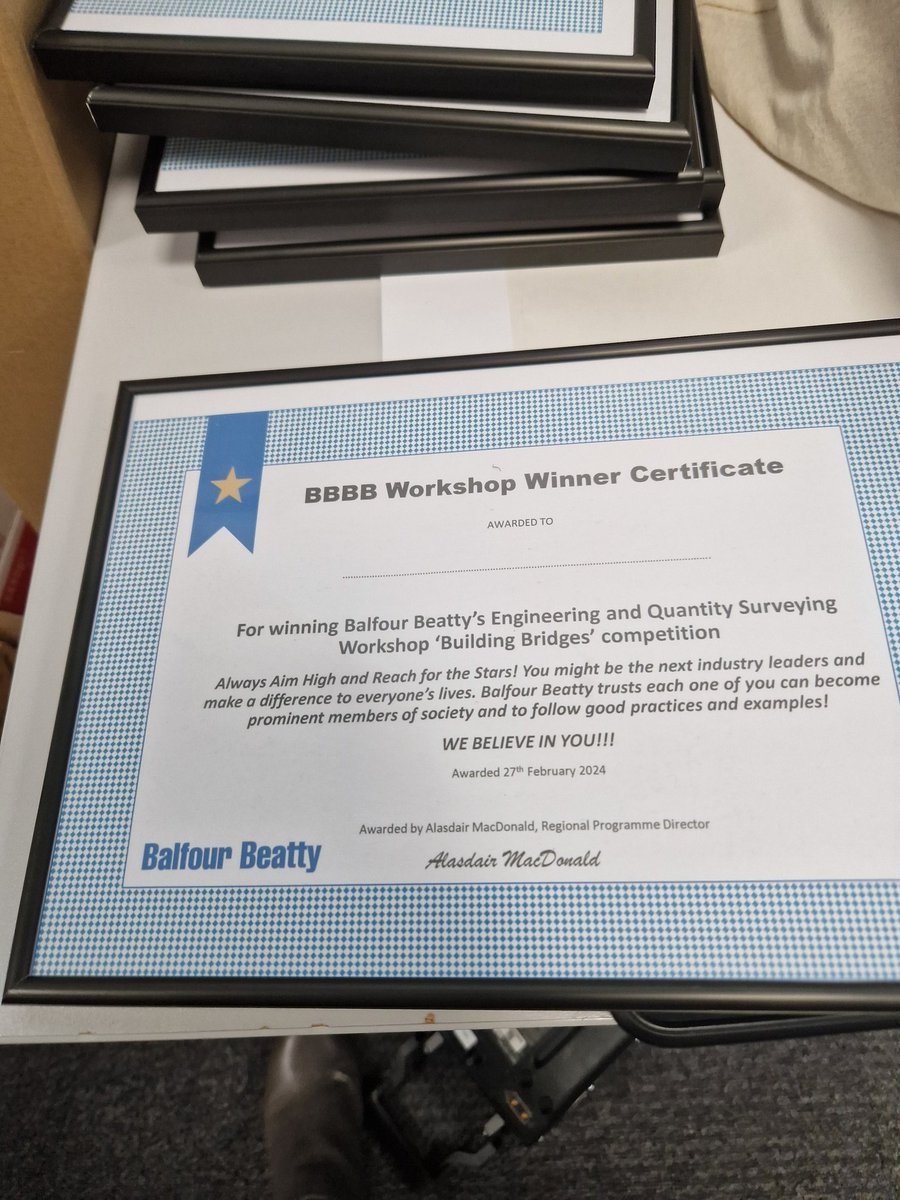 BBBB Workshop Winner Certificate
AWARDED TO
For winning Balfour Beatty's Engineering and Quantity Surveying
Workshop 'Building Bridges' competition
Always Aim High and Reach for the Stars! You might be the next industry leaders and
make a difference to everyone's lives. Balfour Beatty trusts each one of you can become
prominent members of society and to follow good practices and examples!
WE BELIEVE IN YOU!!!
Awarded 27th February 2024
Awarded by Alasdair MacDonald, Regional Programme Director
Balfour Beatty
Alasdair MacDonald